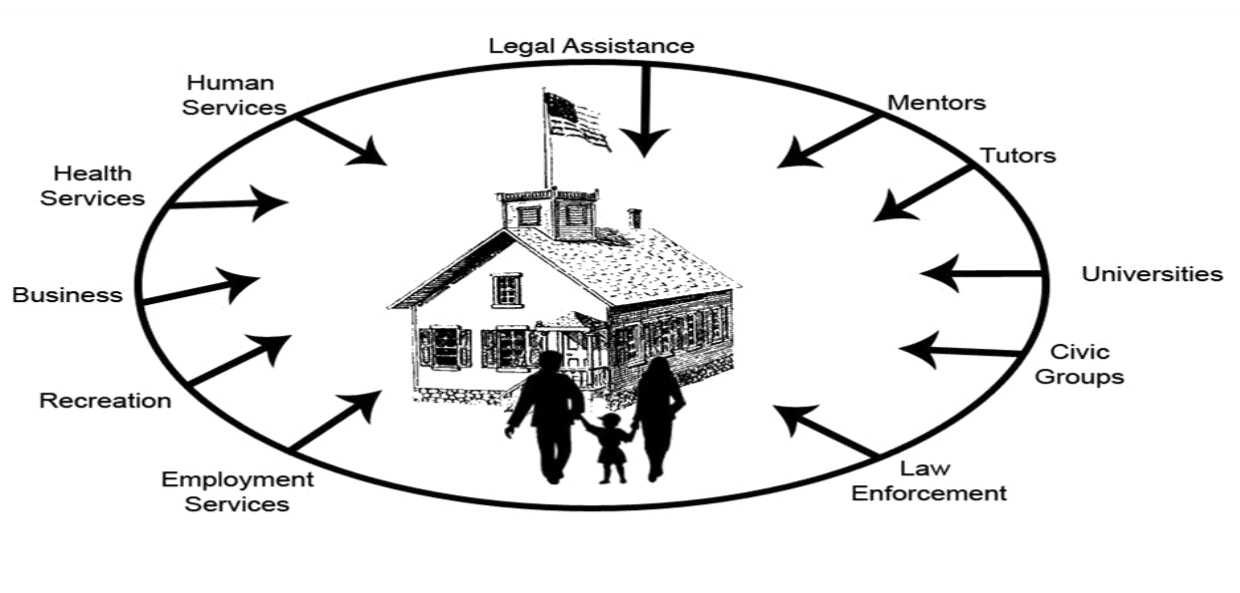 Legal Assistance
Human
Services
Mentors
Tutors
Health
Services
Universities
Business
Civic
Groups
Recreation
Law
Enforcement
Employment
Services